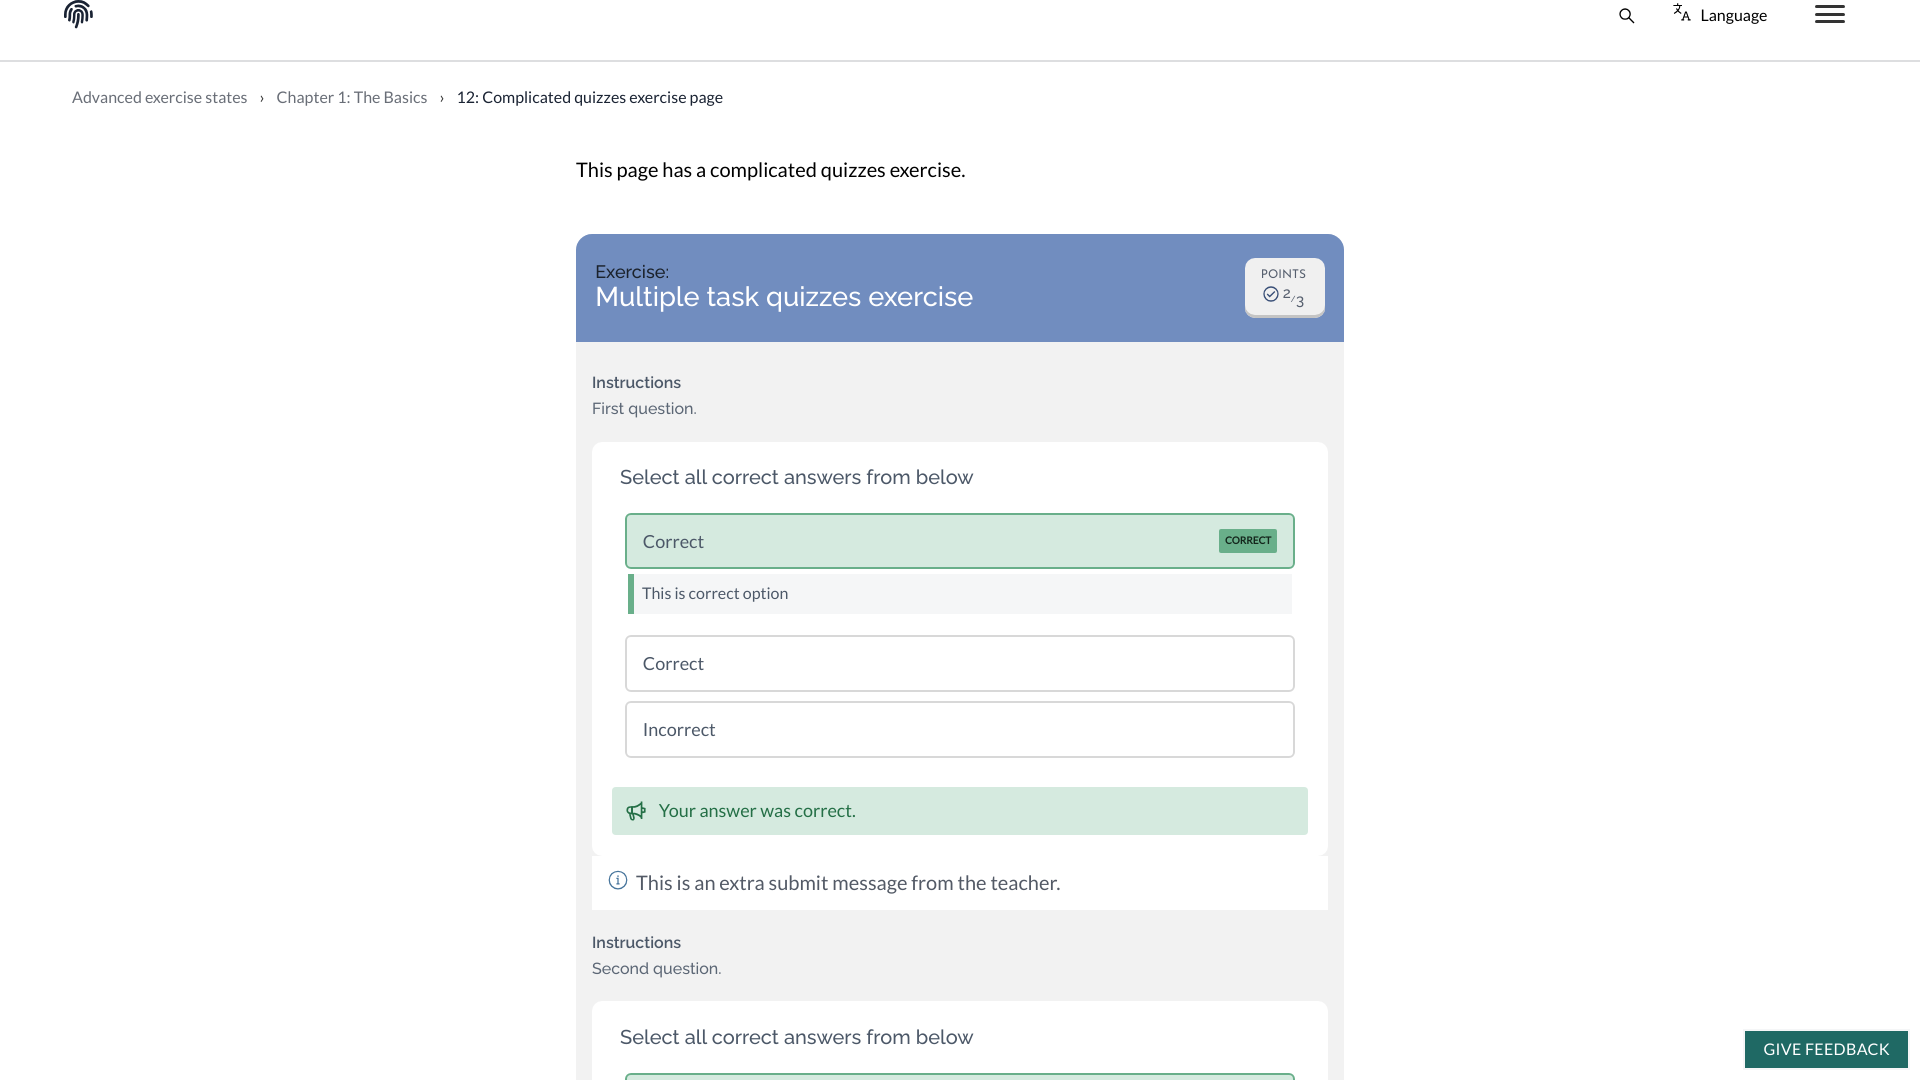 Language
Advanced exercise states › Chapter 1: The Basics › 12: Complicated quizzes exercise page
This page has a complicated quizzes exercise.
Exercise:
Multiple task quizzes exercise
POINTS
2/3
Instructions
First question.
Select all correct answers from below
Correct
CORRECT
This is correct option
Correct
Incorrect
Your answer was correct.
This is an extra submit message from the teacher.
Instructions
Second question.
Select all correct answers from below
GIVE FEEDBACK